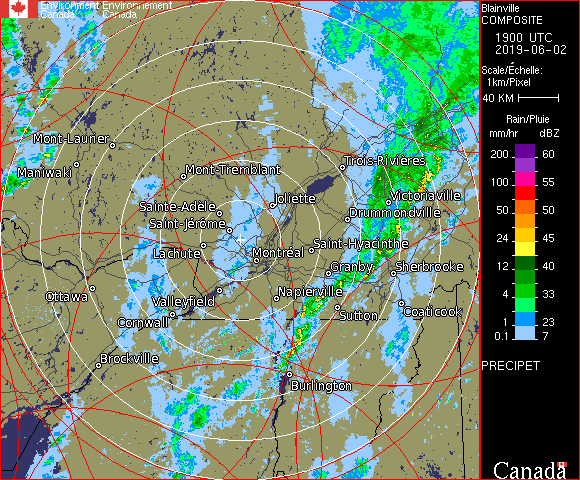 Environment Environnement
Canada Canada
Blainville
COMPOSITE
1900 UTC
2019-06-02
Scale/Échelle:
1km/Pixel
40 KM
Rain/Pluie
mm/hr dBZ
200 60
100 55
50 50
24 45
12 40
4 33
1 23
0.1 7
PRECIPET
Mont-Laurier
Maniwaki
Mont-Tremblant
Trois-Rivières
Sainte-Adèle
Joliette
Victoriaville
Saint-Jérôme
Drummondville
Lachute
Montréal
Saint-Hyacinthe
Granby
Sherbrooke
Ottawa
Valleyfield
Napierville
Cornwall
Sutton
Coaticook
Brockville
Burlington
Canada